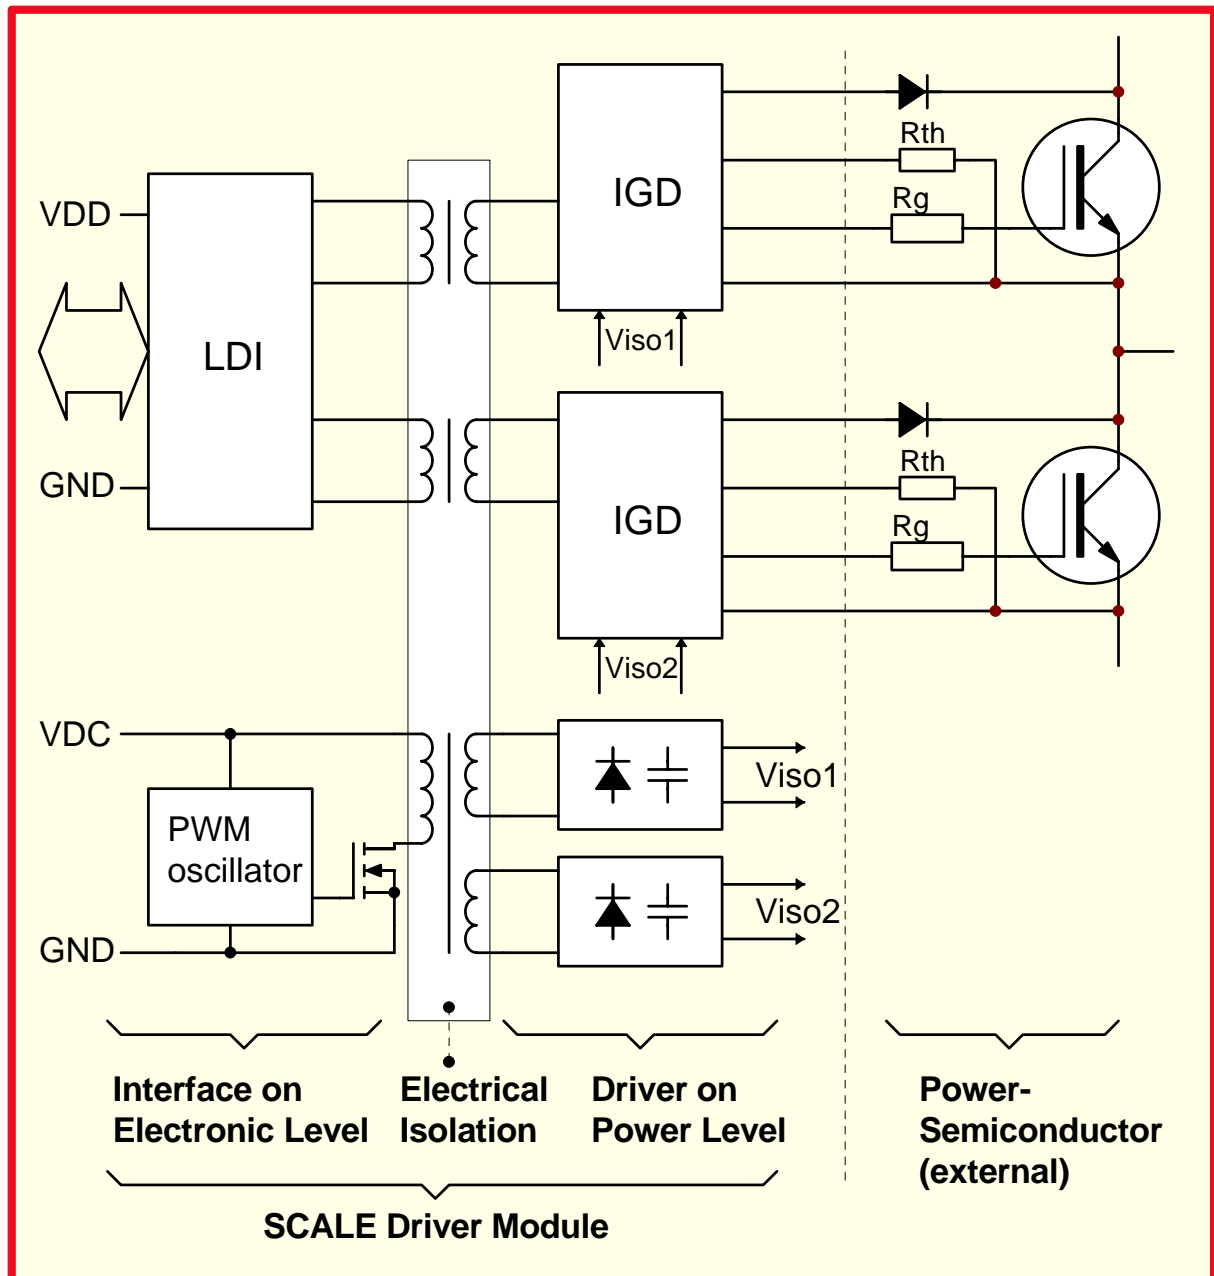 VDD
GND
LDI
IGD
Viso1
Rth
Rg
IGD
Viso2
Rth
Rg
VDC
GND
PWM
oscillator
Viso1
Viso2
Interface on
Electronic Level
Electrical
Isolation
Driver on
Power Level
Power-
Semiconductor
(external)
SCALE Driver Module